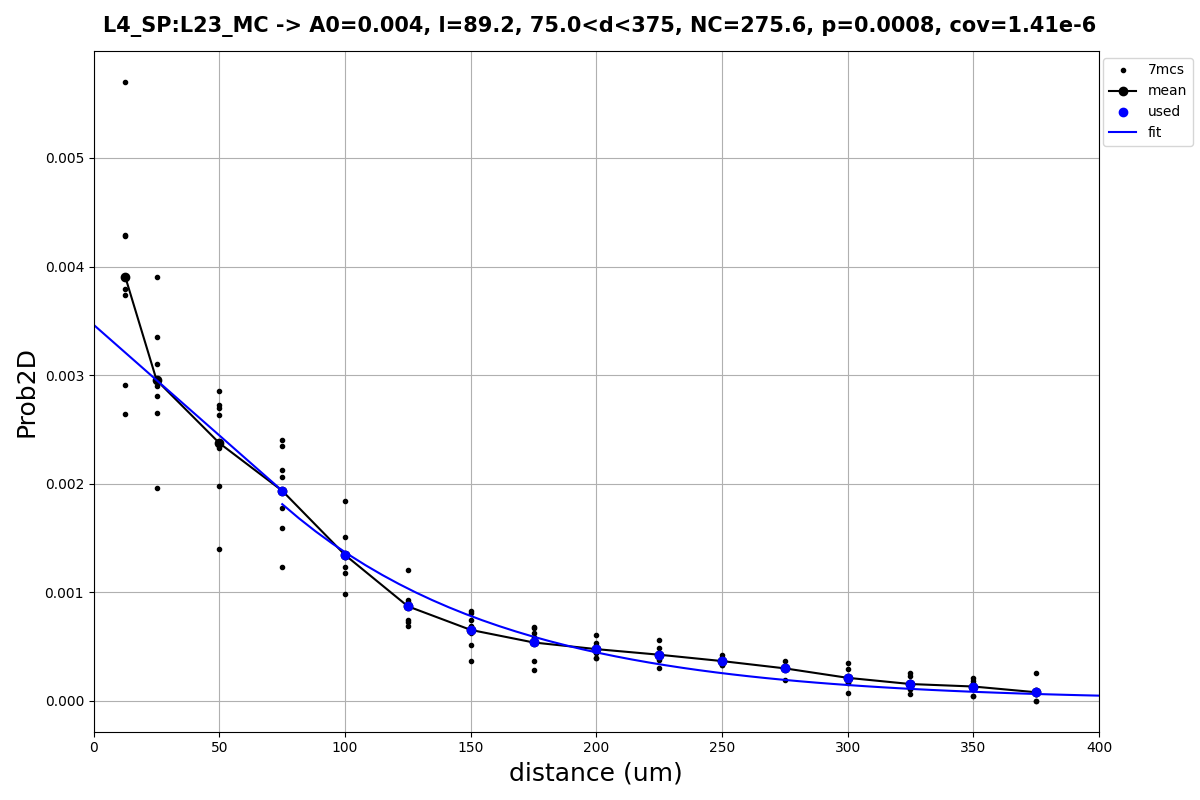 L4_SP:L23_MC -> A0=0.004, l=89.2, 75.0<d<375, NC=275.6, p=0.0008, cov=1.41e-6
7mcs
mean
used
fit
0.005
0.004
0.003
0.002
0.001
0.000
Prob2D
0 50 100 150 200 250 300 350 400
distance (um)